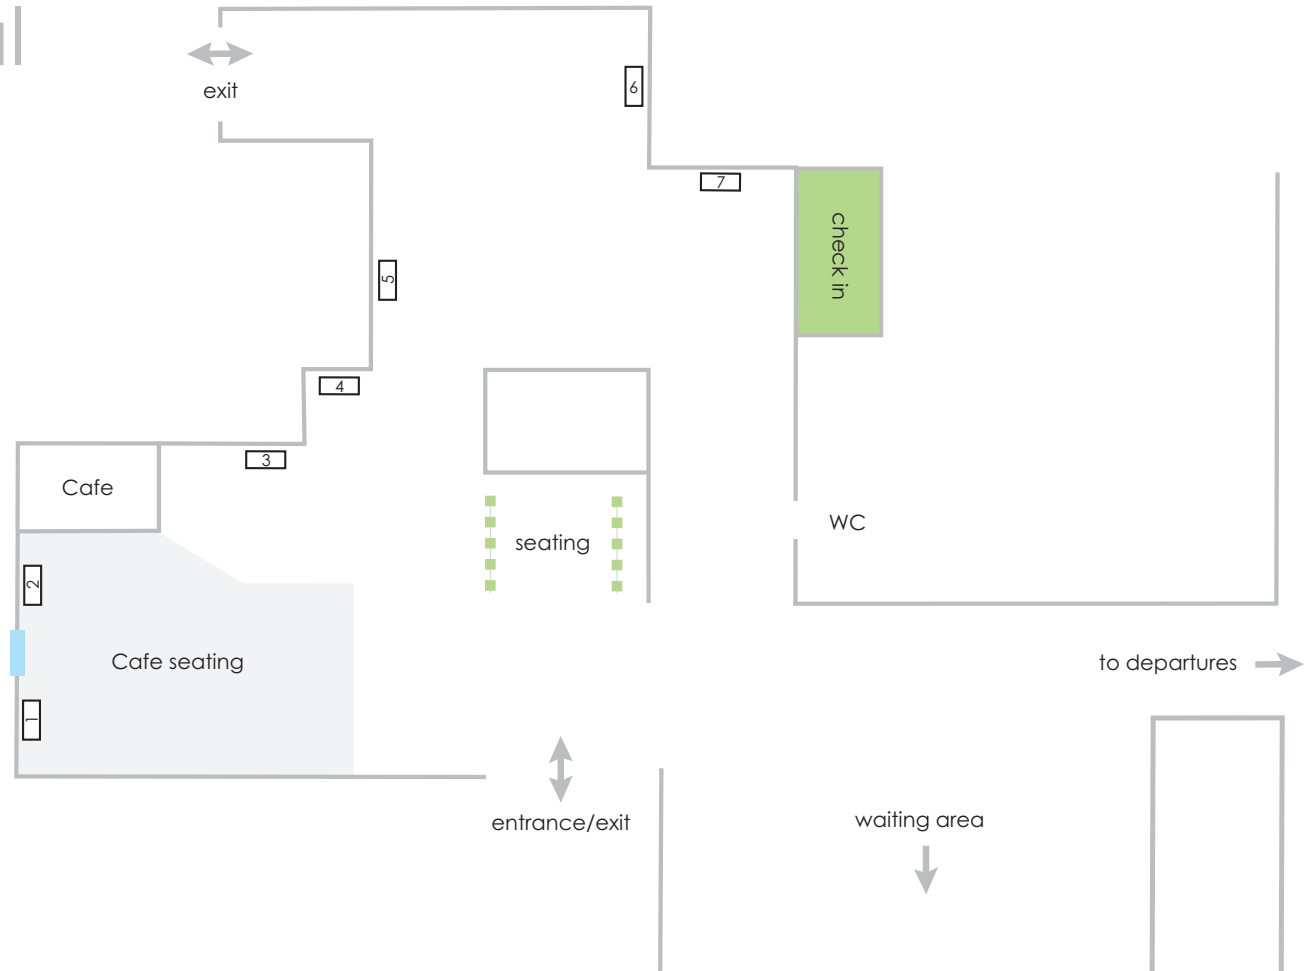 exit
6
7
check in
5
4
3
Cafe
WC
seating
2
Cafe seating
to departures
1
entrance/exit
waiting area